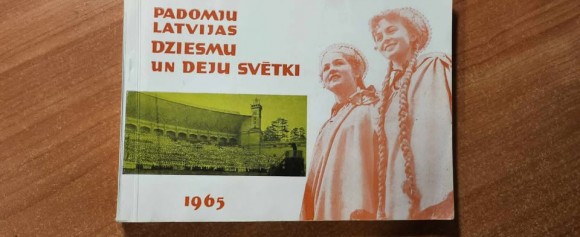 PADOMJU
LATVIJAS
DZIESMU
UN DEJU SVĒTKI
1965